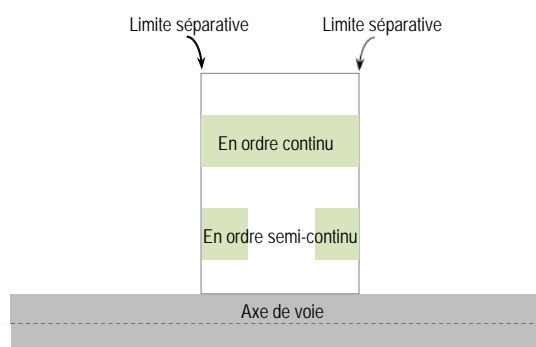 Limite séparative
Limite séparative
En ordre continu
En ordre semi-continu
Axe de voie